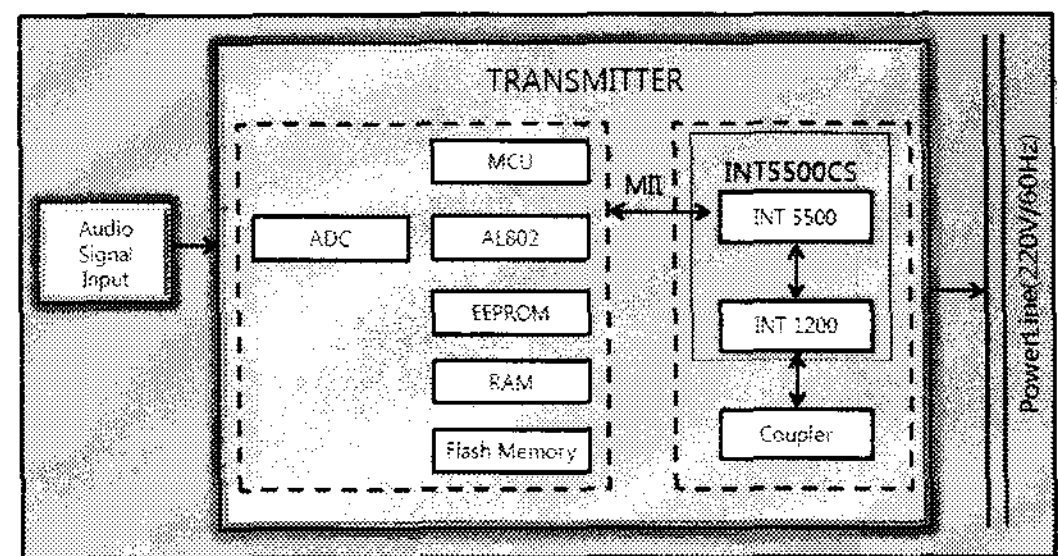 TRANSMITTER
Audio
Signal
Input
ADC
MCU
AL802
EEPROM
RAM
Flash Memory
MII
INT5500CS
INT 5500
INT 1200
Coupler
PowerLine(220V/60Hz)